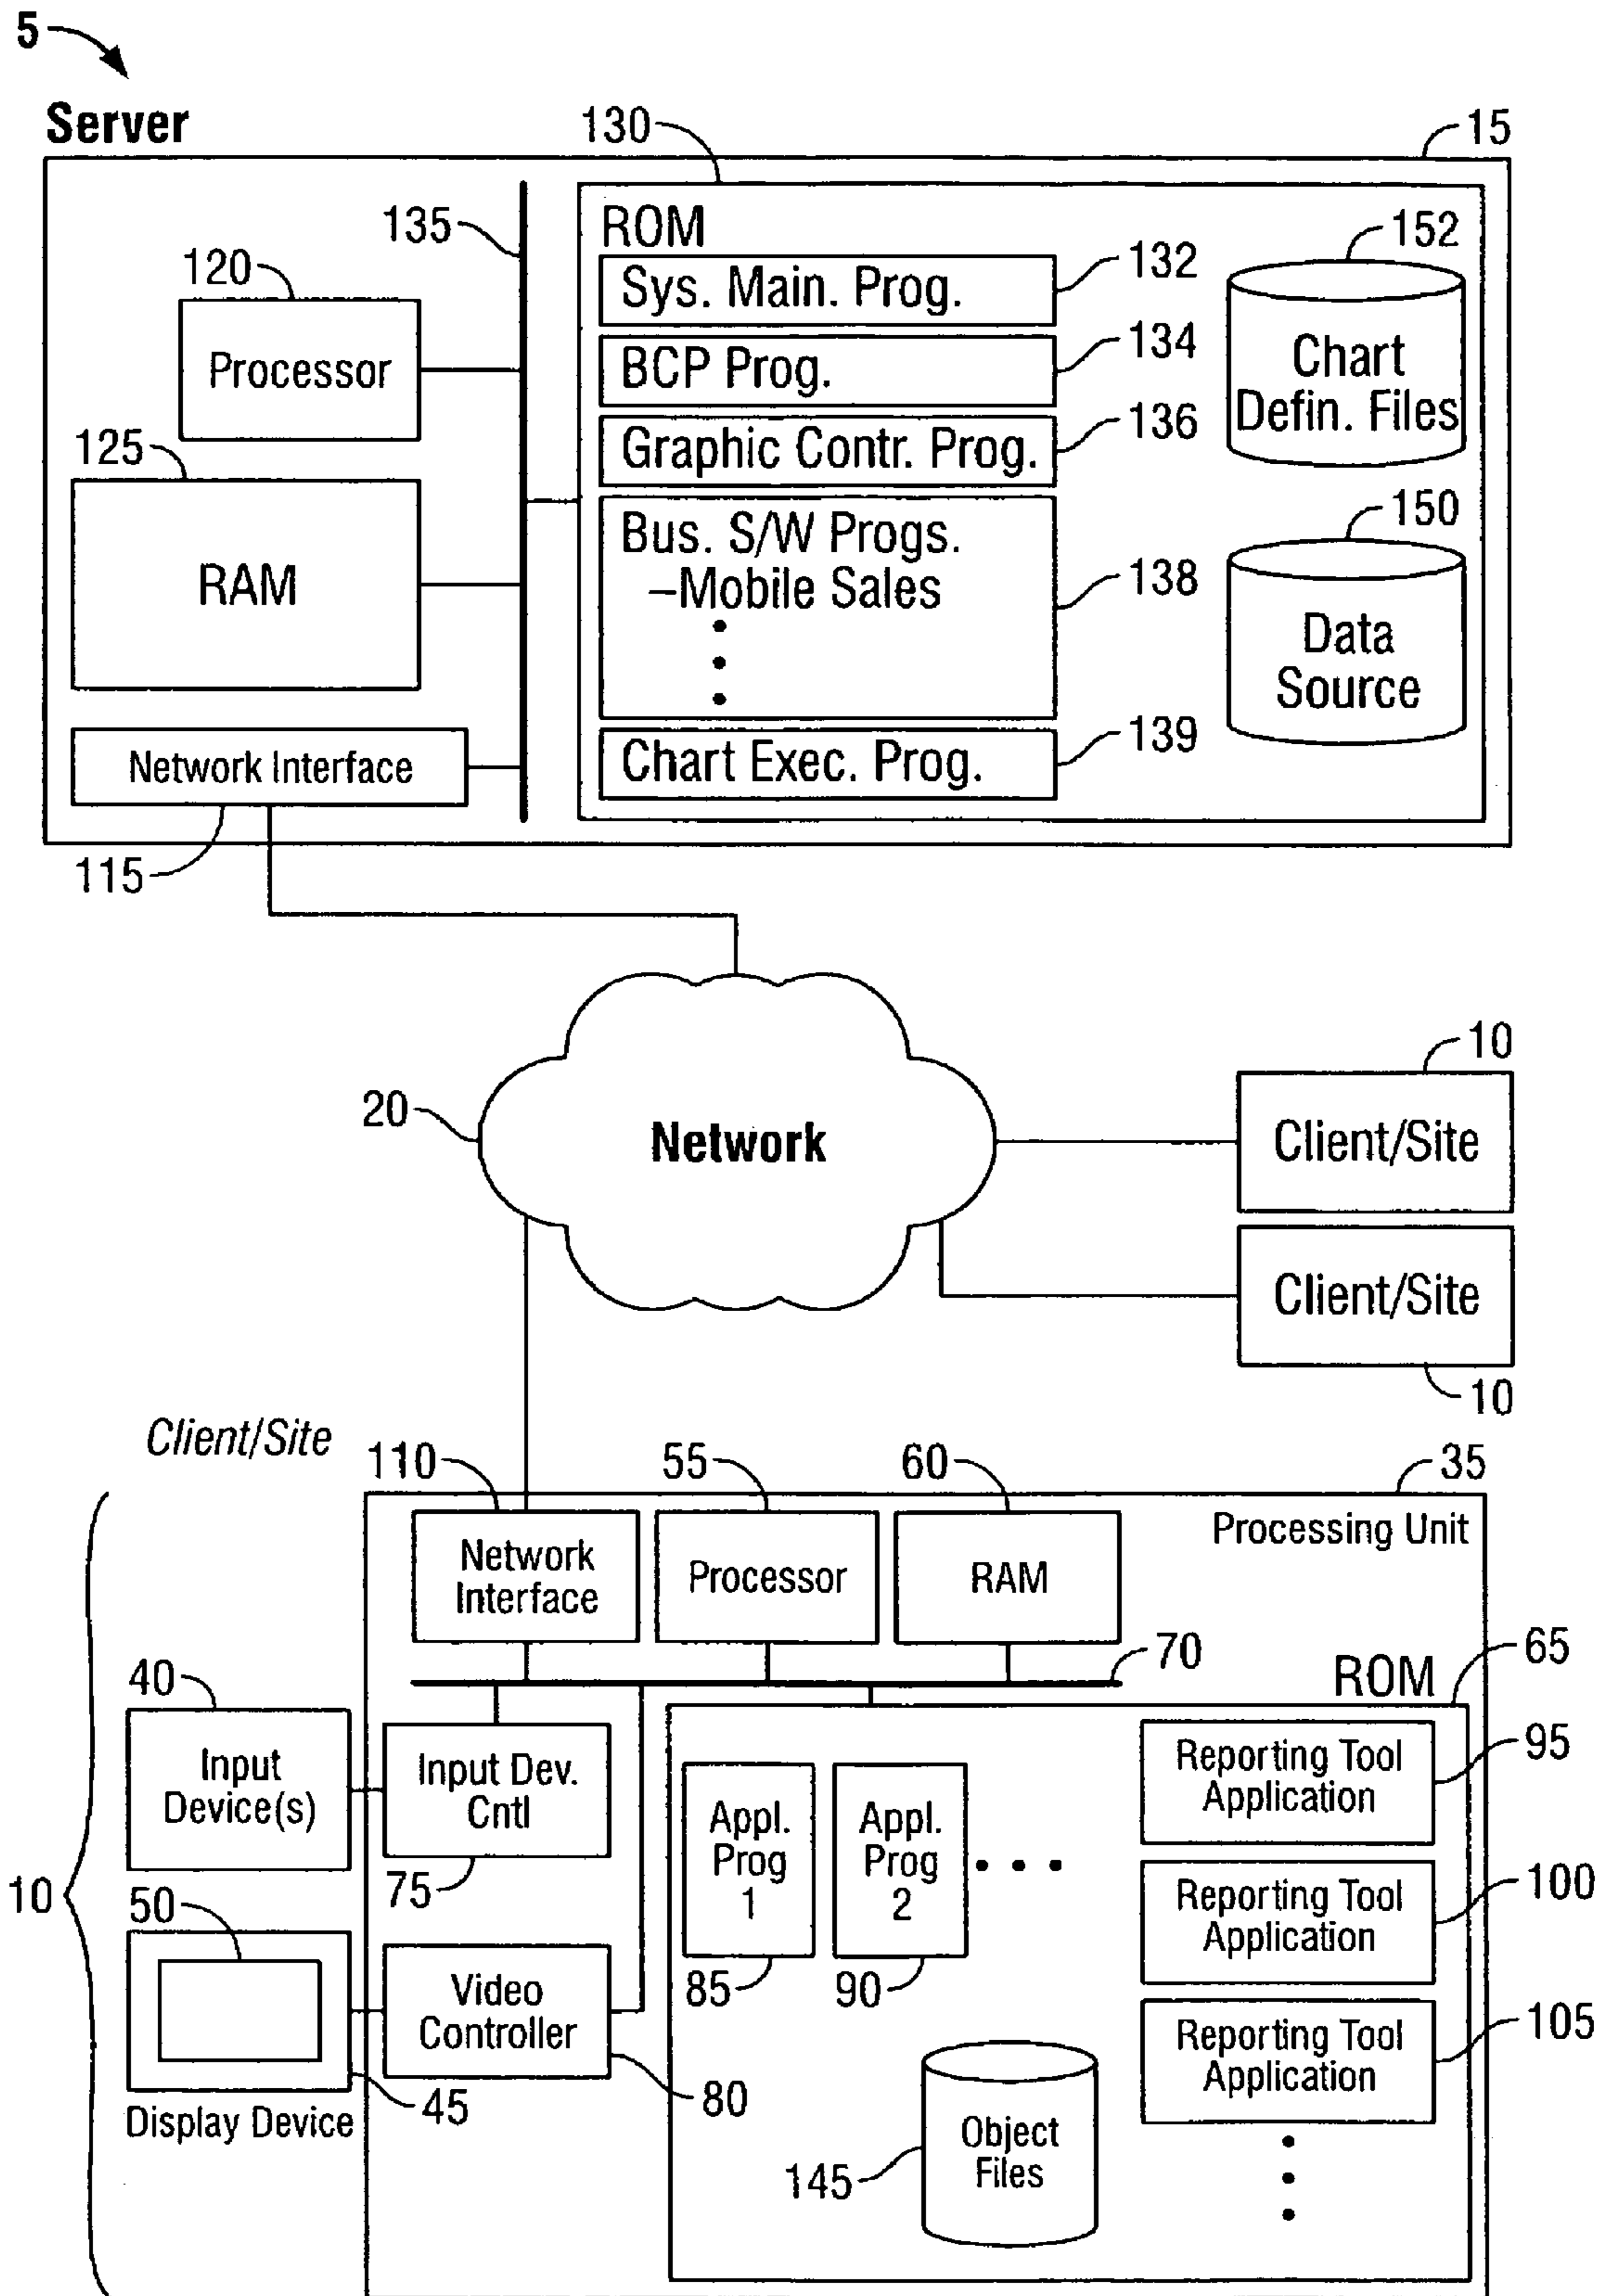 5
Server
130
15
135
ROM
152
120
Sys. Main. Prog.
132
Processor
BCP Prog.
134
Chart
Defin. Files
Graphic Contr. Prog.
136
125
RAM
Bus. S/W Progs.
–Mobile Sales
138
150
Data
Source
Network Interface
Chart Exec. Prog.
139
115
20
Network
10
Client/Site
Client/Site
10
Client/Site
110
55
60
35
Network
Interface
Processor
RAM
Processing Unit
70
ROM
65
40
Input
Device(s)
Input Dev.
Cntl
75
Appl.
Prog
1
85
Appl.
Prog
2
90
Reporting Tool
Application
95
10
50
Video
Controller
80
Reporting Tool
Application
100
45
Display Device
Reporting Tool
Application
105
Object
Files
145